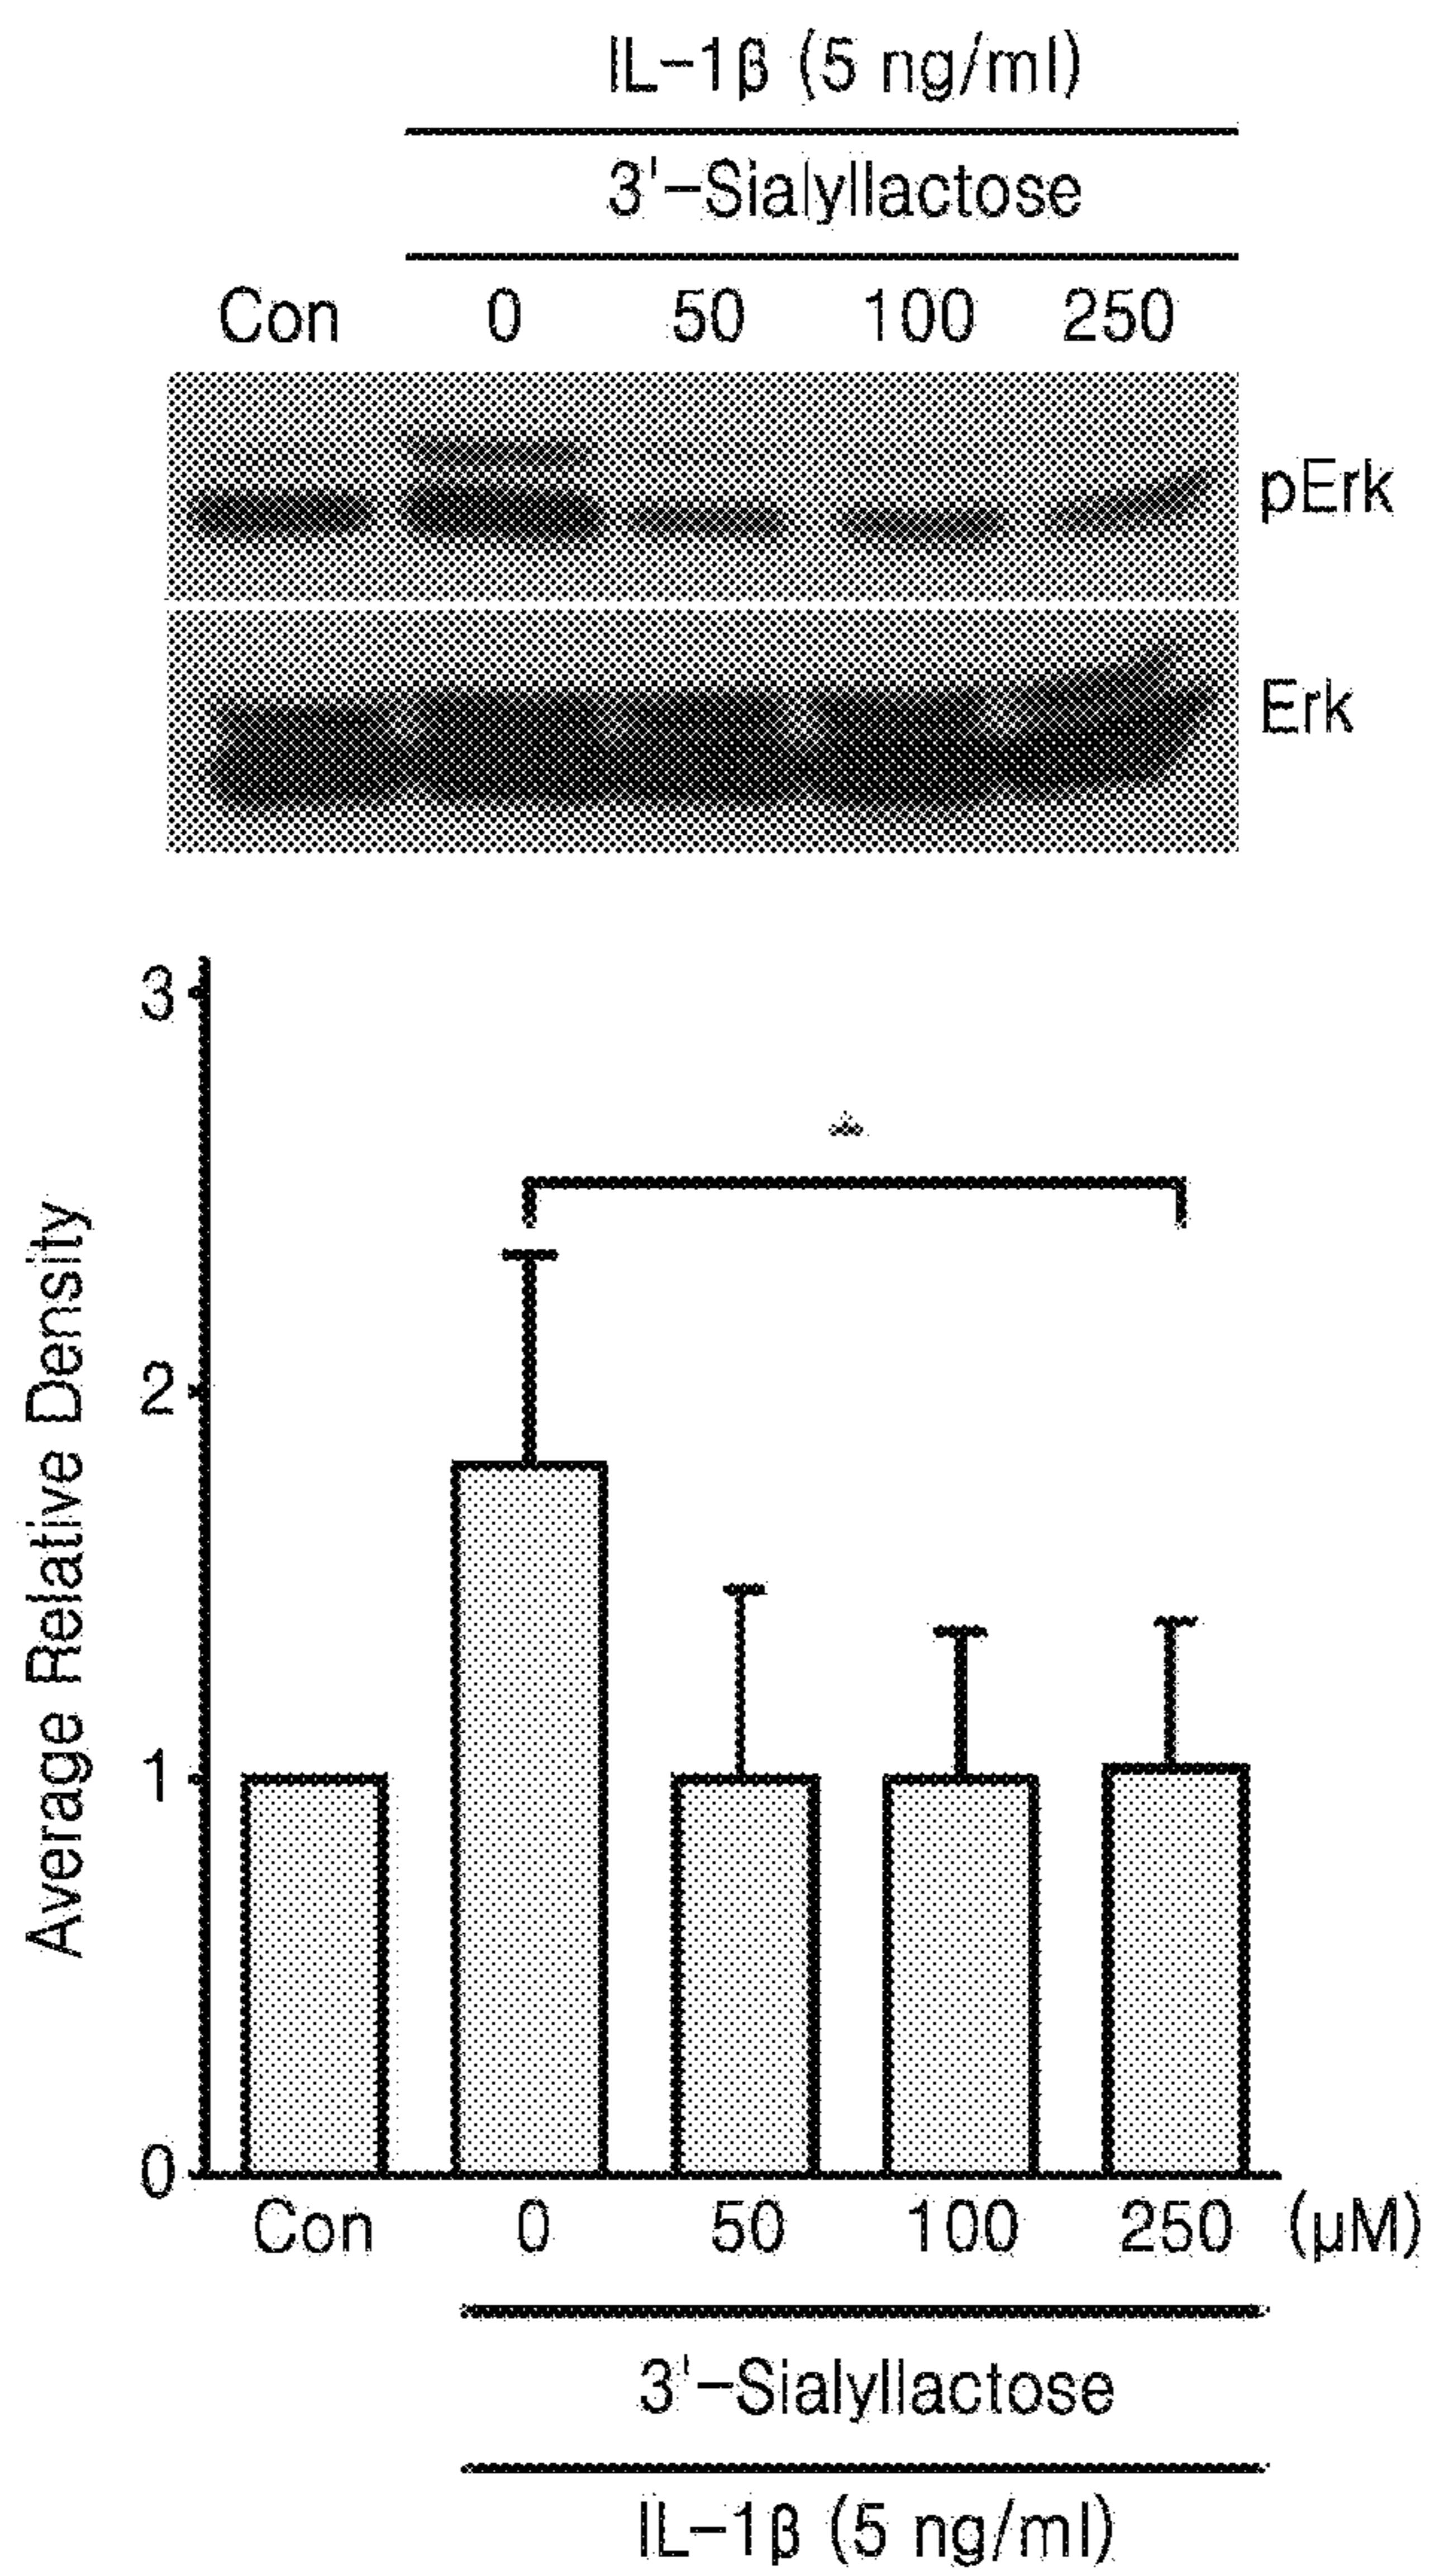 IL-1β (5 ng/ml)
3'-Sialyllactose
Con 0 50 100 250
pErk
Erk
3
*
2
1
0
Average Relative Density
Con 0 50 100 250 (μM)
3'-Sialyllactose
IL-1β (5 ng/ml)